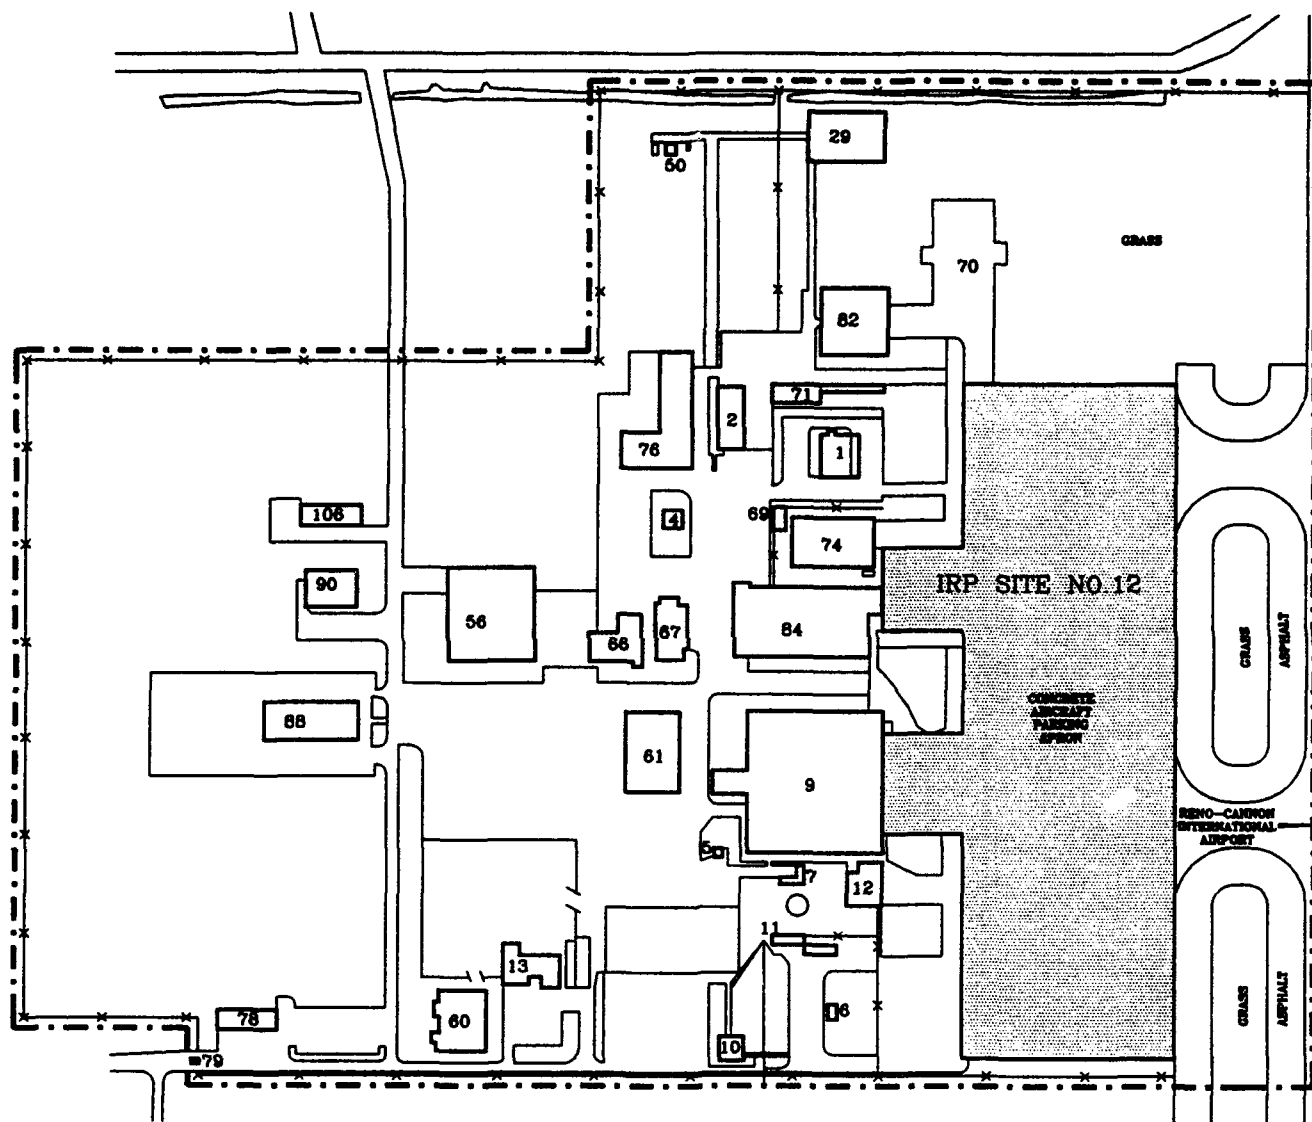 29
50
GRASS
70
82
71
2
1
76
106
69
4
74
90
IRP SITE NO. 12
56
84
66
67
GRASS
ASPHALT
CONCRETE
AIRCRAFT
PARKING
APRON
88
61
9
RENO-CANNON
INTERNATIONAL
AIRPORT
5
7
12
11
13
78
60
6
GRASS
ASPHALT
10
79